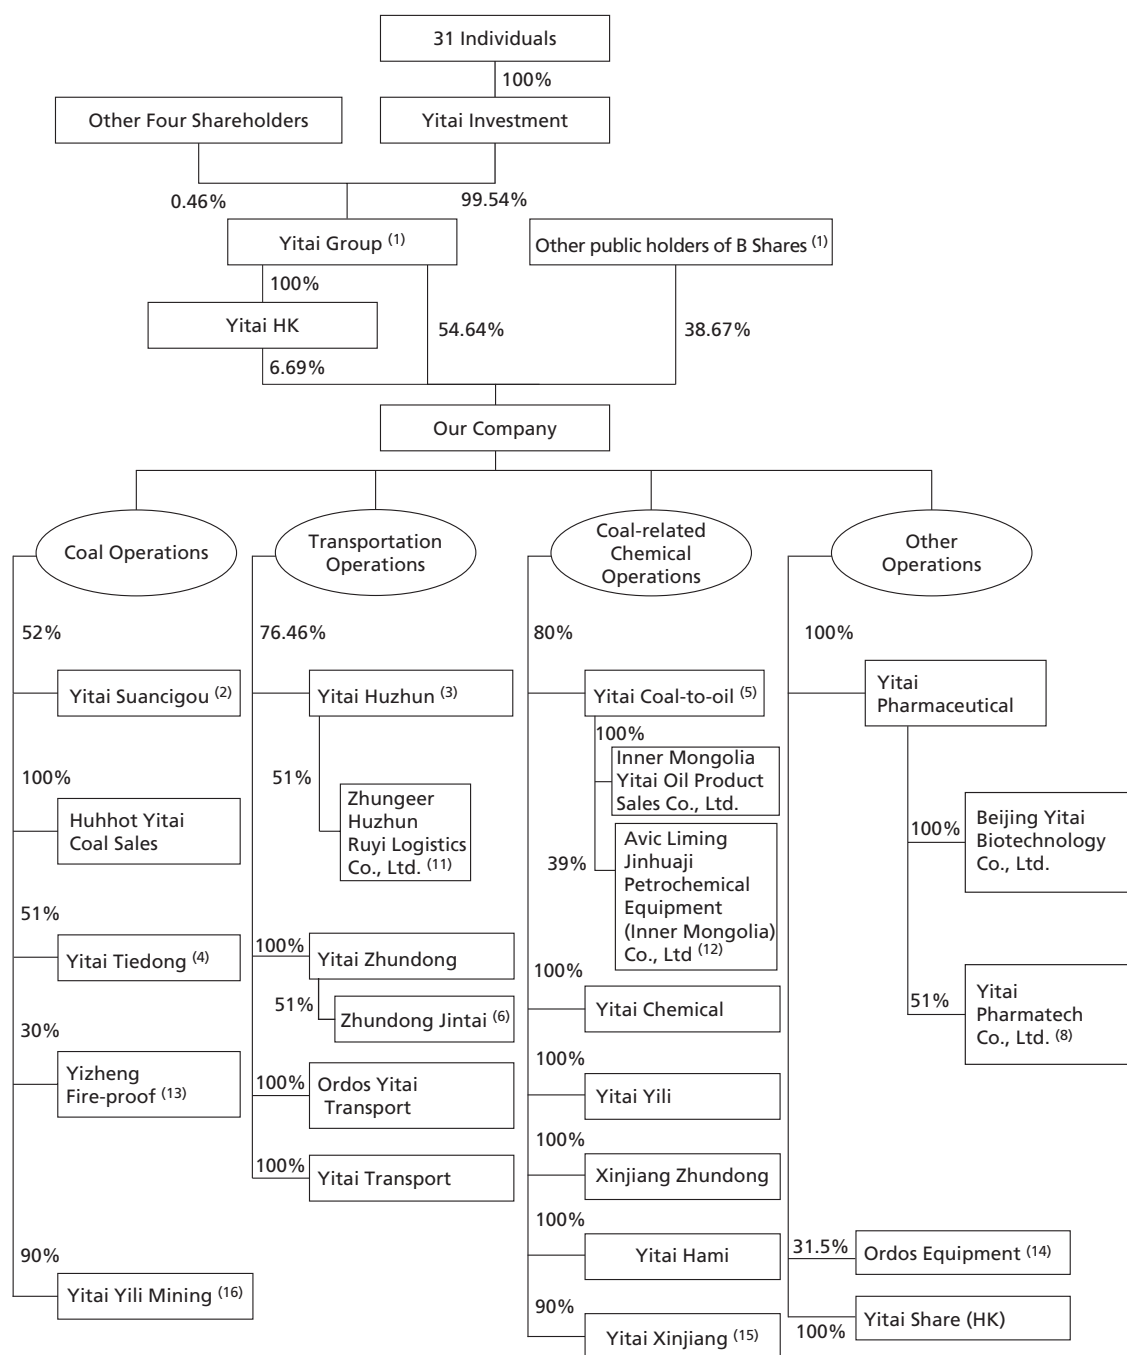 31 Individuals
100%
Other Four Shareholders
Yitai Investment
0.46%
99.54%
Yitai Group (1)
Other public holders of B Shares (1)
100%
Yitai HK
54.64%
38.67%
6.69%
Our Company
Coal Operations
Transportation
Operations
Coal-related
Chemical
Operations
Other
Operations
52%
Yitai Suancigou (2)
100%
Huhhot Yitai
Coal Sales
51%
Yitai Tiedong (4)
30%
Yizheng
Fire-proof (13)
90%
Yitai Yili Mining (16)
76.46%
Yitai Huzhun (3)
51%
Zhungeer
Huzhun
Ruyi Logistics
Co., Ltd. (11)
100%
Yitai Zhundong
51%
Zhundong Jintai (6)
100%
Ordos Yitai
Transport
100%
Yitai Transport
80%
Yitai Coal-to-oil (5)
100%
Inner Mongolia
Yitai Oil Product
Sales Co., Ltd.
39%
Avic Liming
Jinhuaji
Petrochemical
Equipment
(Inner Mongolia)
Co., Ltd (12)
100%
Yitai Chemical
100%
Yitai Yili
100%
Xinjiang Zhundong
100%
Yitai Hami
90%
Yitai Xinjiang (15)
100%
Yitai
Pharmaceutical
100%
Beijing Yitai
Biotechnology
Co., Ltd.
51%
Yitai
Pharmatech
Co., Ltd. (8)
31.5%
Ordos Equipment (14)
100%
Yitai Share (HK)